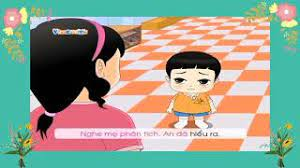 Nghe mẹ phân tích. An đã hiểu ra.